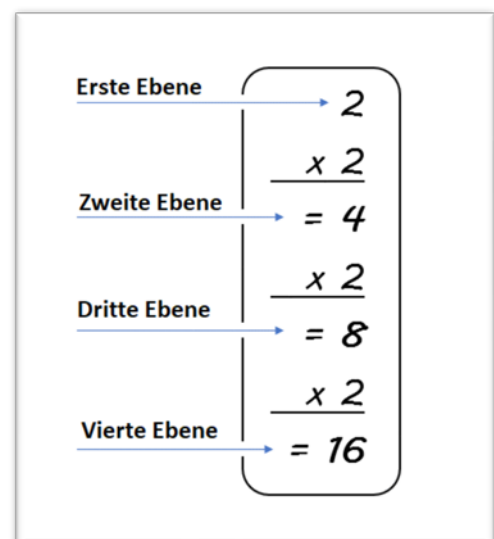 Erste Ebene
2
x 2
Zweite Ebene
= 4
x 2
Dritte Ebene
= 8
x 2
Vierte Ebene
= 16